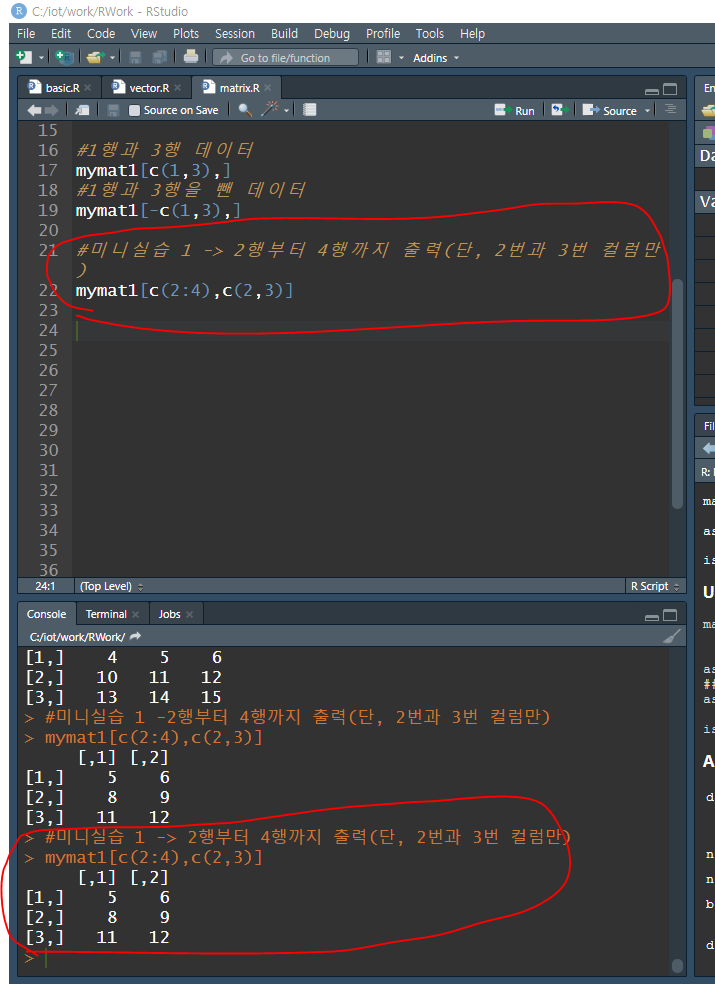 C:/iot/work/RWork - RStudio
File Edit Code View Plots Session Build Debug Profile Tools Help
Go to file/function Addins
basic.R vector.R matrix.R
Source on Save Run Source
15
16 #1행과 3행 데이터
17 mymat1[c(1,3),]
18 #1행과 3행을 뺀 데이터
19 mymat1[-c(1,3),]
20
21 #미니실습 1 -> 2행부터 4행까지 출력(단, 2번과 3번 컬럼만
)
22 mymat1[c(2:4),c(2,3)]
23
24
25
26
27
28
29
30
31
32
33
34
35
36
24:1 (Top Level) R Script
Console Terminal Jobs
C:/iot/work/RWork/
[1,] 4 5 6
[2,] 10 11 12
[3,] 13 14 15
> #미니실습 1 -2행부터 4행까지 출력(단, 2번과 3번 컬럼만)
> mymat1[c(2:4),c(2,3)]
[,1] [,2]
[1,] 5 6
[2,] 8 9
[3,] 11 12
> #미니실습 1 -> 2행부터 4행까지 출력(단, 2번과 3번 컬럼만)
> mymat1[c(2:4),c(2,3)]
[,1] [,2]
[1,] 5 6
[2,] 8 9
[3,] 11 12
>
En
Da
Va
Fil
R:
ma
as
is
U
ma
as
##
as
is
A
d
n
n
b
d